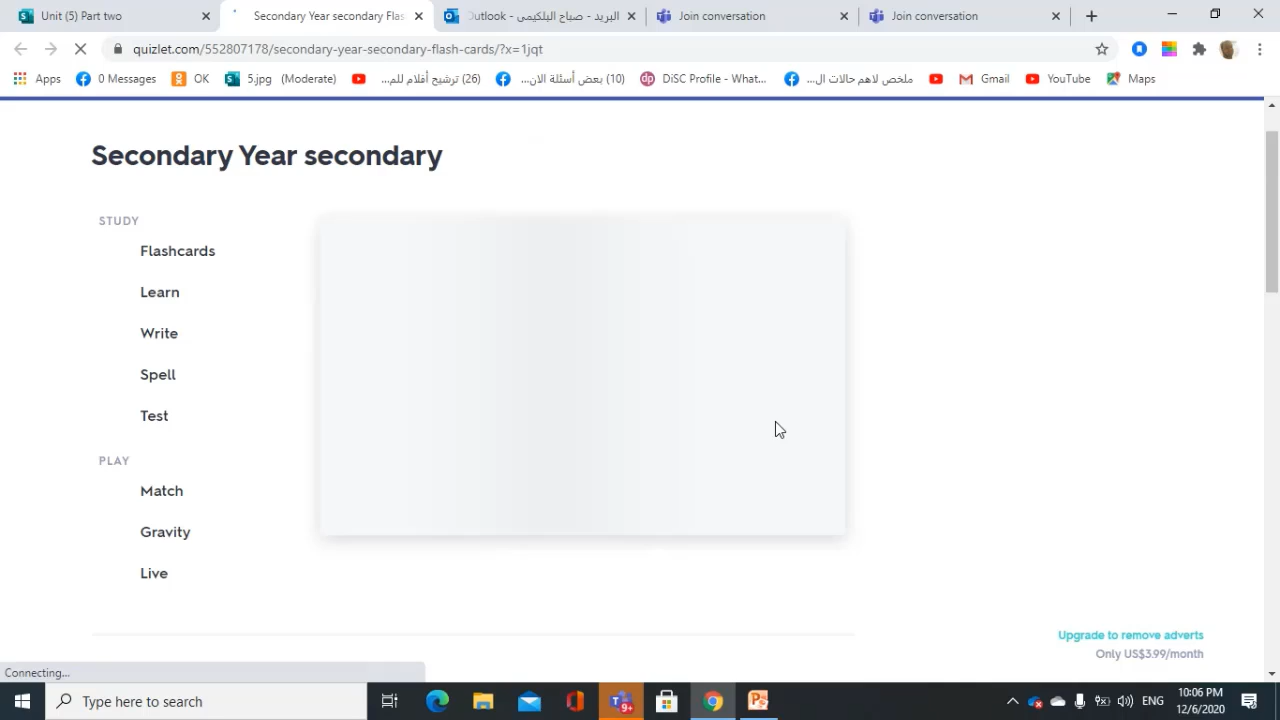 Unit (5) Part two
Secondary Year secondary Flas
البريد - صباح البلكيمى - Outlook
Join conversation
Join conversation
quizlet.com/552807178/secondary-year-secondary-flash-cards/?x=1jqt
Apps
0 Messages
OK
5.jpg (Moderate)
(26) ترشيح أفلام للم...
(10) بعض أسئلة الان...
DiSC Profile - What...
ملخص لاهم حالات ال...
Gmail
YouTube
Maps
Secondary Year secondary
STUDY
Flashcards
Learn
Write
Spell
Test
PLAY
Match
Gravity
Live
Upgrade to remove adverts
Only US$3.99/month
Connecting...
Type here to search
9+
ENG
10:06 PM
12/6/2020